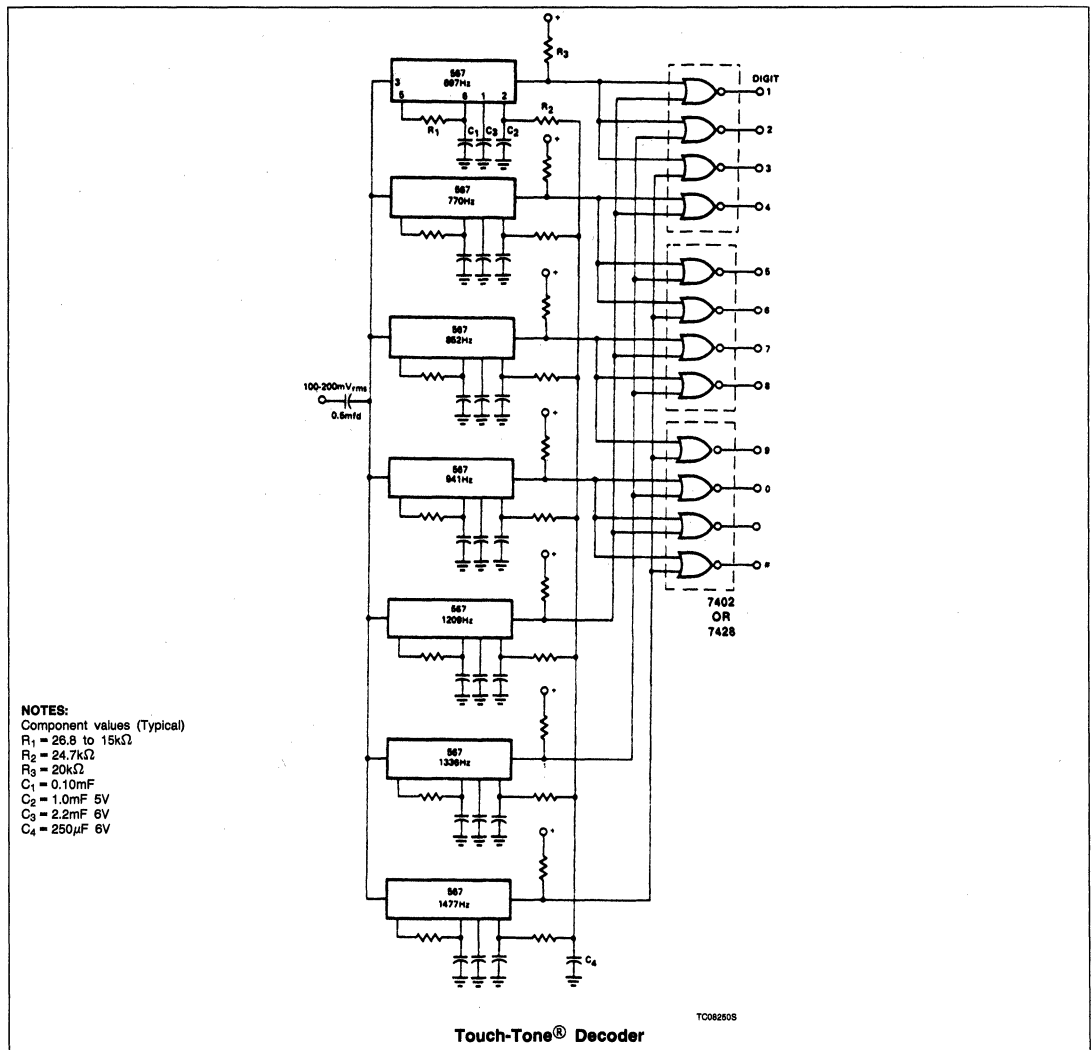 +
R3
567
697Hz
3
5
6
1
2
R1
C1
C3
C2
R2
+
567
770Hz
+
567
852Hz
100-200mVrms
0.5mfd
+
567
941Hz
+
567
1209Hz
+
567
1336Hz
+
567
1477Hz
C4
DIGIT
1
2
3
4
5
6
7
8
9
0
#
7402
OR
7428
NOTES:
Component values (Typical)
R1 = 26.8 to 15kΩ
R2 = 24.7kΩ
R3 = 20kΩ
C1 = 0.10mF
C2 = 1.0mF 5V
C3 = 2.2mF 6V
C4 = 250μF 6V
TC08250S
Touch-Tone® Decoder